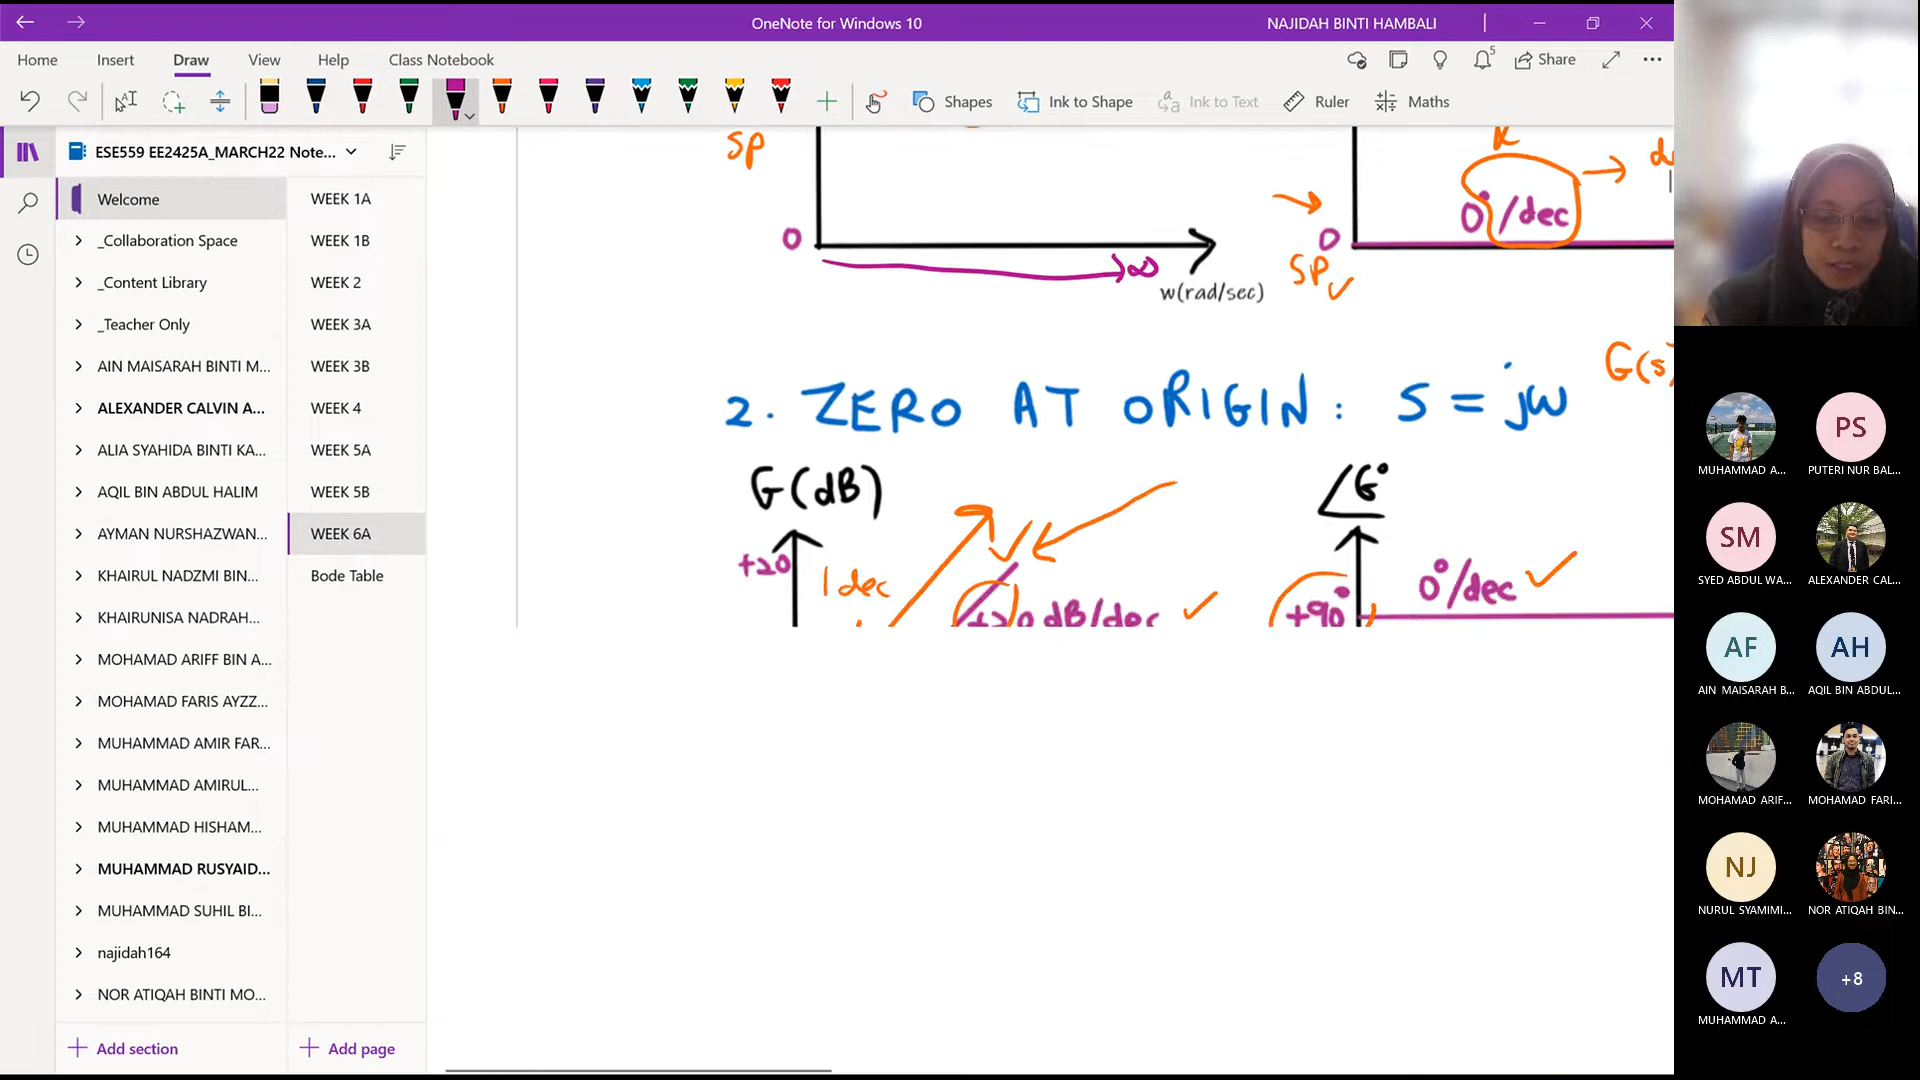 OneNote for Windows 10
NAJIDAH BINTI HAMBALI
Home Insert Draw View Help Class Notebook
5
Share
Shapes Ink to Shape Ink to Text Ruler Maths
ESE559 EE2425A_MARCH22 Note...
Welcome
_Collaboration Space
_Content Library
_Teacher Only
AIN MAISARAH BINTI M...
ALEXANDER CALVIN A...
ALIA SYAHIDA BINTI KA...
AQIL BIN ABDUL HALIM
AYMAN NURSHAZWAN...
KHAIRUL NADZMI BIN...
KHAIRUNISA NADRAH...
MOHAMAD ARIFF BIN A...
MOHAMAD FARIS AYZZ...
MUHAMMAD AMIR FAR...
MUHAMMAD AMIRUL...
MUHAMMAD HISHAM...
MUHAMMAD RUSYAID...
MUHAMMAD SUHIL BI...
najidah164
NOR ATIQAH BINTI MO...
Add section
WEEK 1A
WEEK 1B
WEEK 2
WEEK 3A
WEEK 3B
WEEK 4
WEEK 5A
WEEK 5B
WEEK 6A
Bode Table
Add page
SP
0
∞
w(rad/sec)
K
0°/dec
0
SP✓
2. ZERO AT ORIGIN: S = jω
G(s)
G(dB)
+20
1 dec
+20 dB/dec ✓
∠G°
0°/dec ✓
+90°
MUHAMMAD A...
PS
PUTERI NUR BAL...
SM
SYED ABDUL WA...
ALEXANDER CAL...
AF
AIN MAISARAH B...
AH
AQIL BIN ABDUL...
MOHAMAD ARIF...
MOHAMAD FARI...
NJ
NURUL SYAMIMI...
NOR ATIQAH BIN...
MT
MUHAMMAD A...
+8